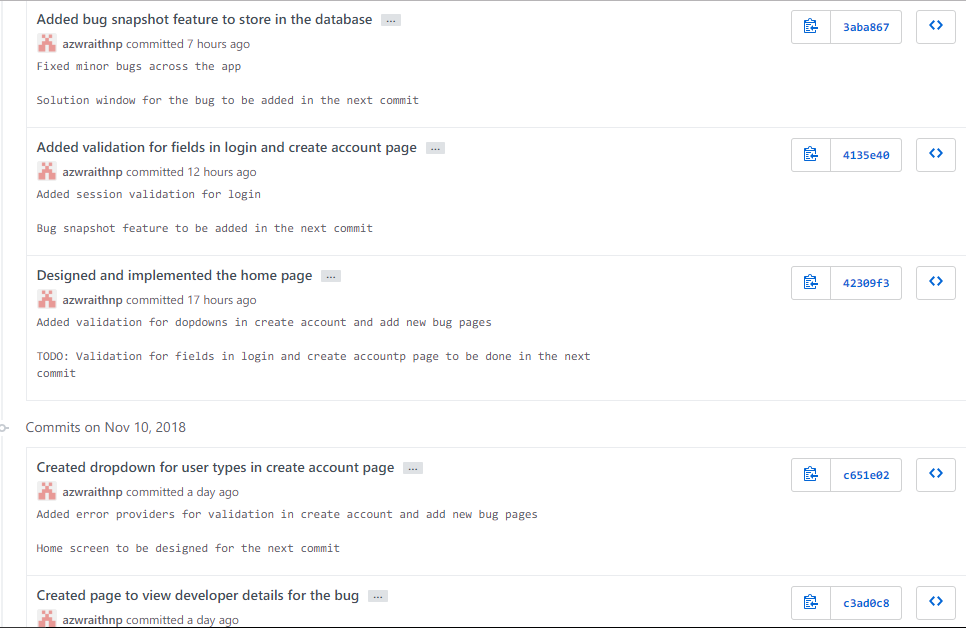 Added bug snapshot feature to store in the database …
3aba867
azwraithnp committed 7 hours ago
Fixed minor bugs across the app
Solution window for the bug to be added in the next commit
Added validation for fields in login and create account page …
4135e40
azwraithnp committed 12 hours ago
Added session validation for login
Bug snapshot feature to be added in the next commit
Designed and implemented the home page …
42309f3
azwraithnp committed 17 hours ago
Added validation for dopdowns in create account and add new bug pages
TODO: Validation for fields in login and create accountp page to be done in the next
commit
Commits on Nov 10, 2018
Created dropdown for user types in create account page …
c651e02
azwraithnp committed a day ago
Added error providers for validation in create account and add new bug pages
Home screen to be designed for the next commit
Created page to view developer details for the bug …
c3ad0c8
azwraithnp committed a day ago